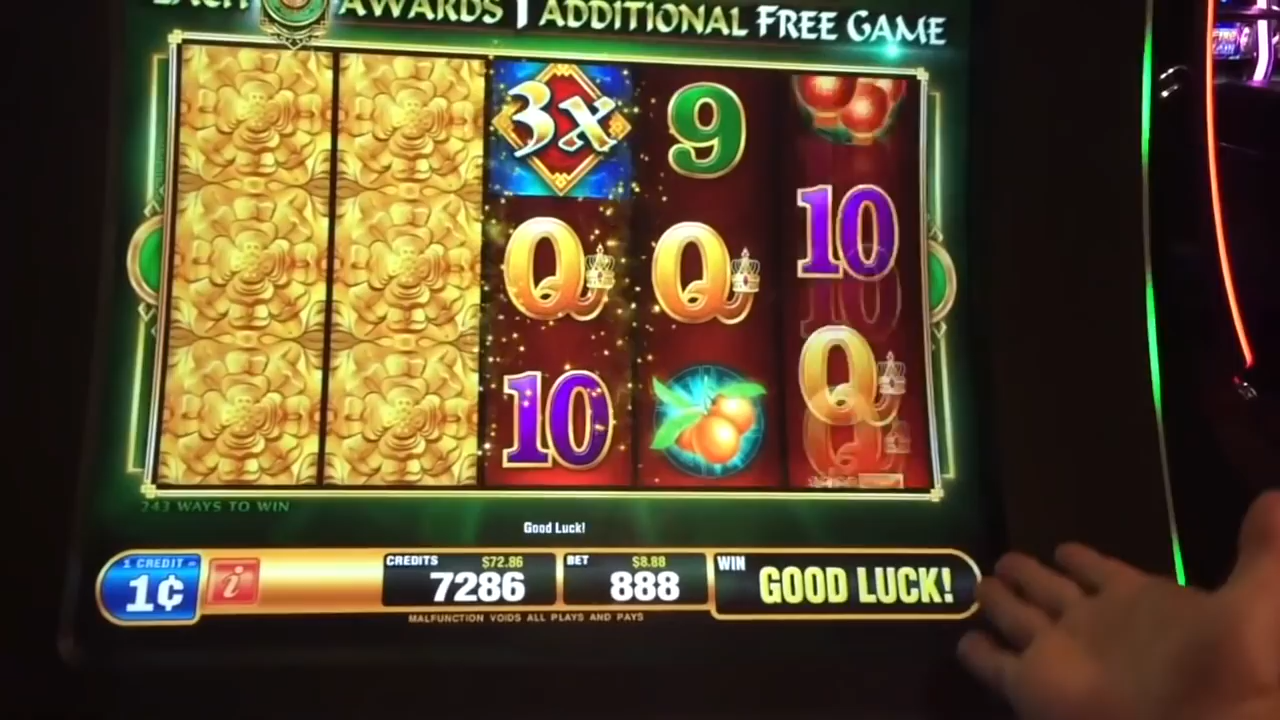 EACH AWARDS 1 ADDITIONAL FREE GAME
3X
9
10
Q
Q
10
Q
243 WAYS TO WIN
Good Luck!
1 CREDIT =
1¢
i
CREDITS $72.86
7286
BET $8.88
888
WIN
GOOD LUCK!
MALFUNCTION VOIDS ALL PLAYS AND PAYS